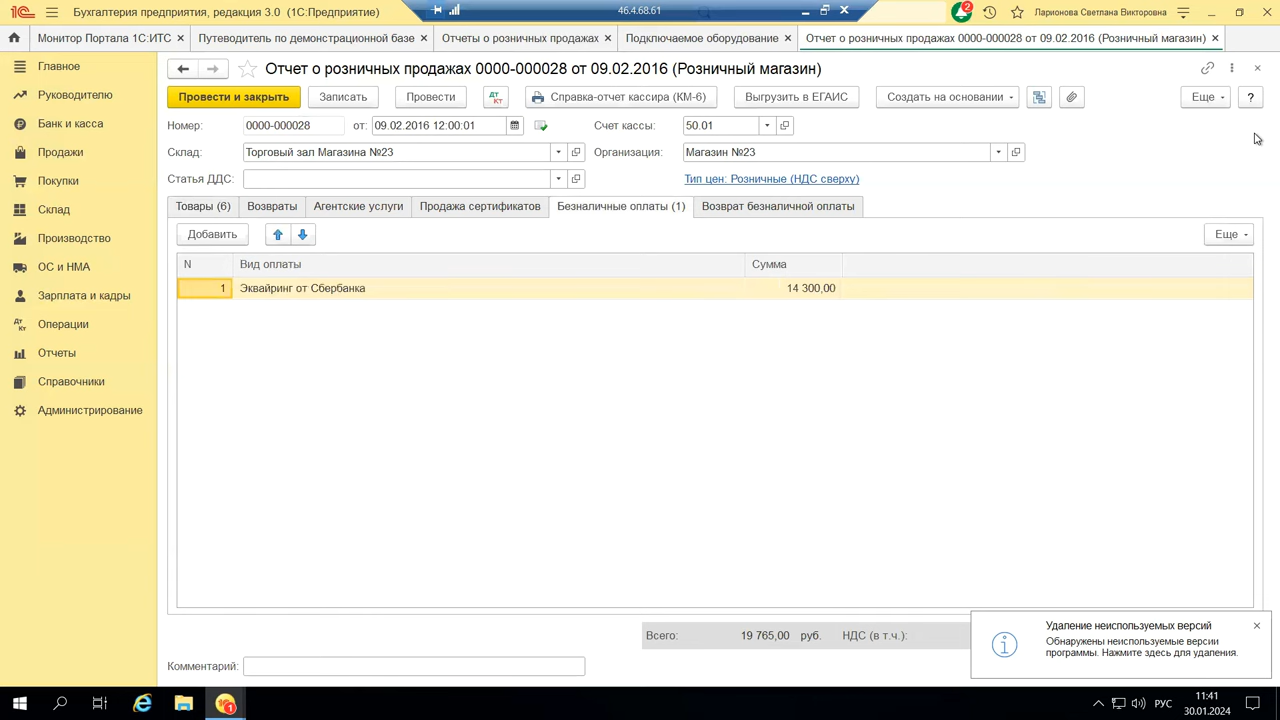 Бухгалтерия предприятия, редакция 3.0 (1С:Предприятие)
46.4.68.61
2
Ларионова Светлана Викторовна
Монитор Портала 1С:ИТС
Путеводитель по демонстрационной базе
Отчеты о розничных продажах
Подключаемое оборудование
Отчет о розничных продажах 0000-000028 от 09.02.2016 (Розничный магазин)
Главное
Руководителю
Банк и касса
Продажи
Покупки
Склад
Производство
ОС и НМА
Зарплата и кадры
Дт Кт Операции
Отчеты
Справочники
Администрирование
Отчет о розничных продажах 0000-000028 от 09.02.2016 (Розничный магазин)
Провести и закрыть
Записать
Провести
Дт Кт
Справка-отчет кассира (КМ-6)
Выгрузить в ЕГАИС
Создать на основании
Еще
?
Номер: 0000-000028 от: 09.02.2016 12:00:01 Счет кассы: 50.01
Склад: Торговый зал Магазина №23 Организация: Магазин №23
Статья ДДС: Тип цен: Розничные (НДС сверху)
Товары (6)
Возвраты
Агентские услуги
Продажа сертификатов
Безналичные оплаты (1)
Возврат безналичной оплаты
Добавить
Еще
N Вид оплаты Сумма
1 Эквайринг от Сбербанка 14 300,00
Всего: 19 765,00 руб. НДС (в т.ч.):
Комментарий:
Удаление неиспользуемых версий
Обнаружены неиспользуемые версии
программы. Нажмите здесь для удаления.
1
РУС
11:41
30.01.2024